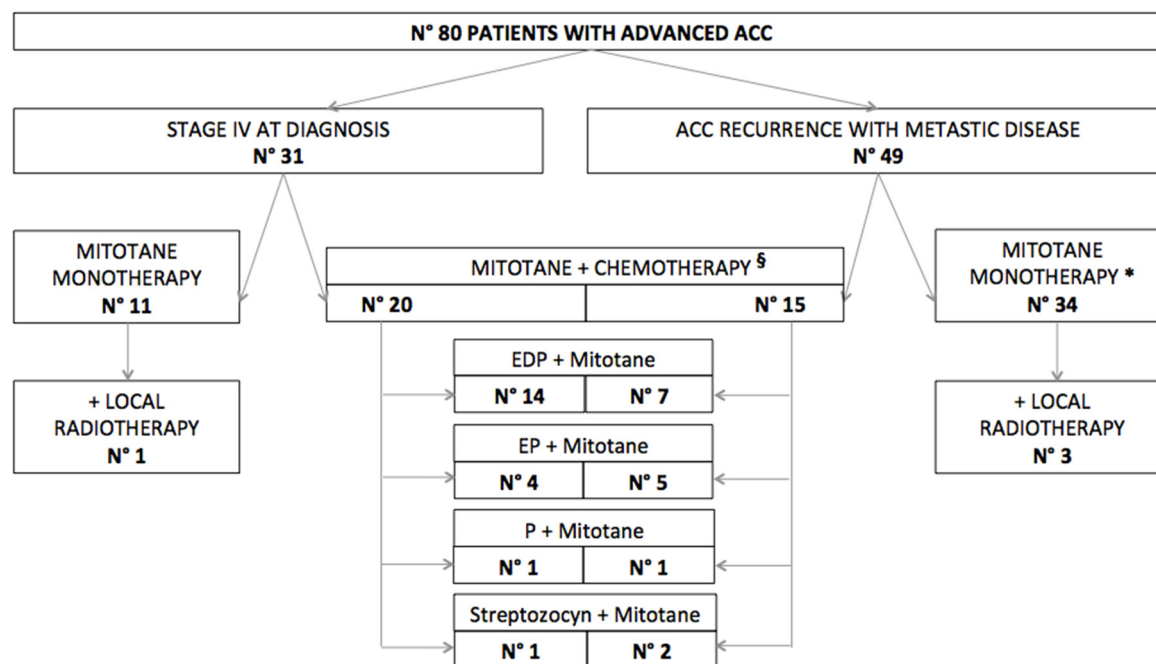 N° 80 PATIENTS WITH ADVANCED ACC
STAGE IV AT DIAGNOSIS
N° 31
ACC RECURRENCE WITH METASTIC DISEASE
N° 49
MITOTANE
MONOTHERAPY
N° 11
MITOTANE + CHEMOTHERAPY §
N° 20
N° 15
MITOTANE
MONOTHERAPY *
N° 34
+ LOCAL
RADIOTHERAPY
N° 1
EDP + Mitotane
N° 14
N° 7
+ LOCAL
RADIOTHERAPY
N° 3
EP + Mitotane
N° 4
N° 5
P + Mitotane
N° 1
N° 1
Streptozocyn + Mitotane
N° 1
N° 2